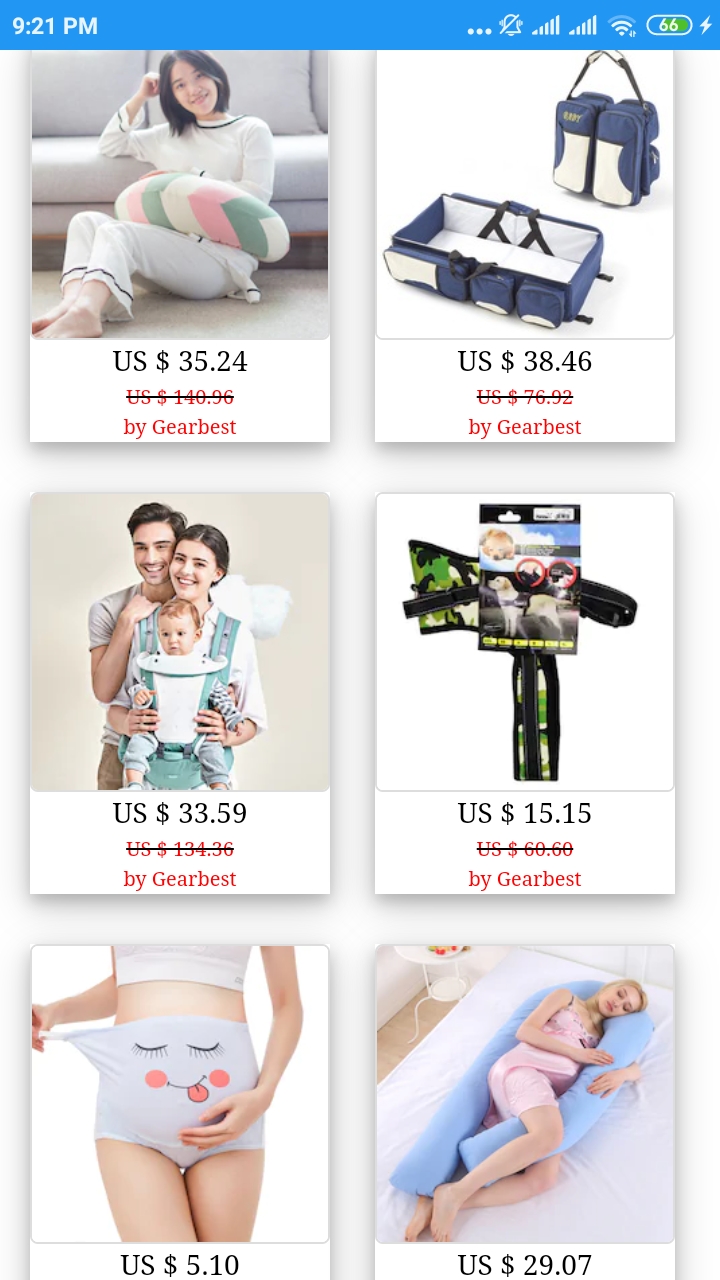 9:21 PM
66
BABY
US $ 35.24
US $ 38.46
US $ 140.96
US $ 76.92
by Gearbest
by Gearbest
US $ 33.59
US $ 15.15
US $ 134.36
US $ 60.60
by Gearbest
by Gearbest
US $ 5.10
US $ 29.07